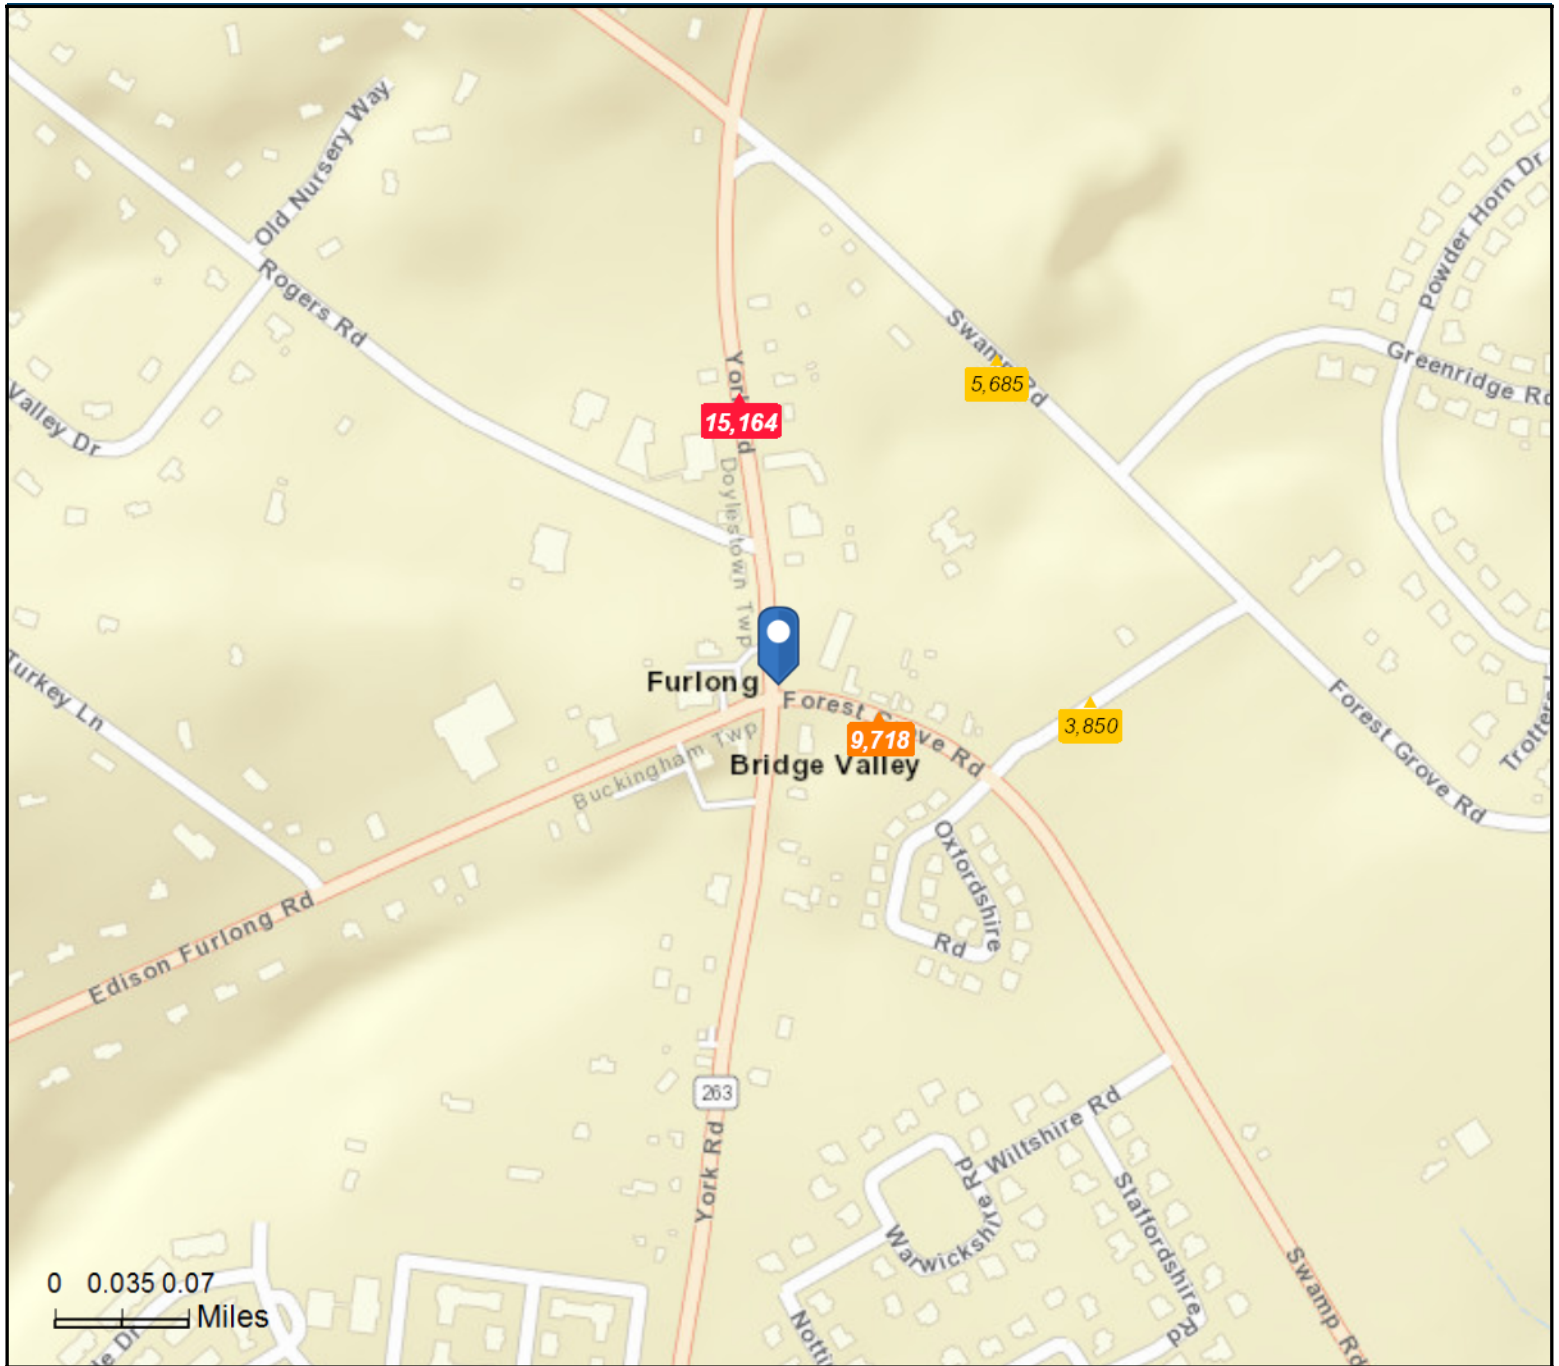 Old Nursery Way
Powder Horn Dr
Rogers Rd
Swamp Rd
Greenridge Rd
5,685
York Rd
15,164
Valley Dr
Doylestown Twp
Turkey Ln
Furlong
Forest Grove Rd
9,718
3,850
Forest Grove Rd
Buckingham Twp
Bridge Valley
Oxfordshire
Rd
Edison Furlong Rd
263
York Rd
Wiltshire Rd
Warwickshire Rd
Staffordshire Rd
Swamp Rd
0 0.035 0.07
Miles